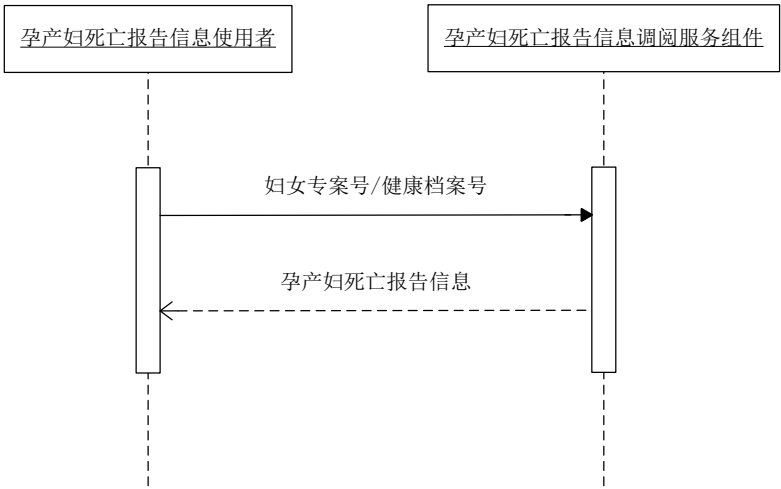 孕产妇死亡报告信息使用者
孕产妇死亡报告信息调阅服务组件
妇女专案号/健康档案号
孕产妇死亡报告信息